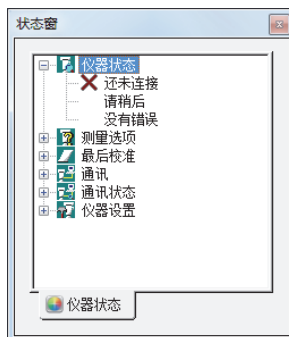 状态窗
仪器状态
还未连接
请稍后
没有错误
测量选项
最后校准
通讯
通讯状态
仪器设置
仪器状态